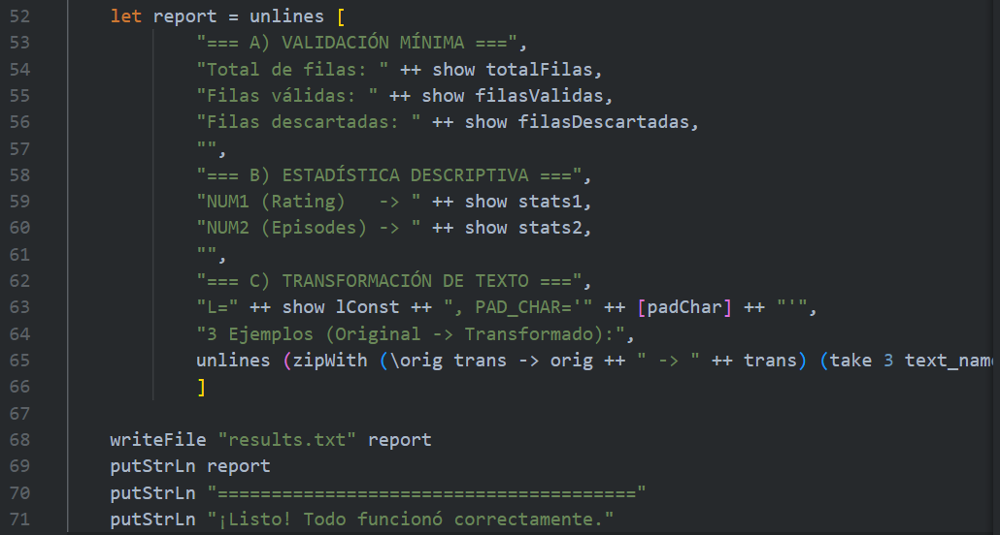 52 let report = unlines [
53 "=== A) VALIDACIÓN MÍNIMA ===",
54 "Total de filas: " ++ show totalFilas,
55 "Filas válidas: " ++ show filasValidas,
56 "Filas descartadas: " ++ show filasDescartadas,
57 "",
58 "=== B) ESTADÍSTICA DESCRIPTIVA ===",
59 "NUM1 (Rating)   -> " ++ show stats1,
60 "NUM2 (Episodes) -> " ++ show stats2,
61 "",
62 "=== C) TRANSFORMACIÓN DE TEXTO ===",
63 "L=" ++ show lConst ++ ", PAD_CHAR='" ++ [padChar] ++ "'",
64 "3 Ejemplos (Original -> Transformado):",
65 unlines (zipWith (\orig trans -> orig ++ " -> " ++ trans) (take 3 text_name
66 ]
67
68 writeFile "results.txt" report
69 putStrLn report
70 putStrLn "======================================="
71 putStrLn "¡Listo! Todo funcionó correctamente."